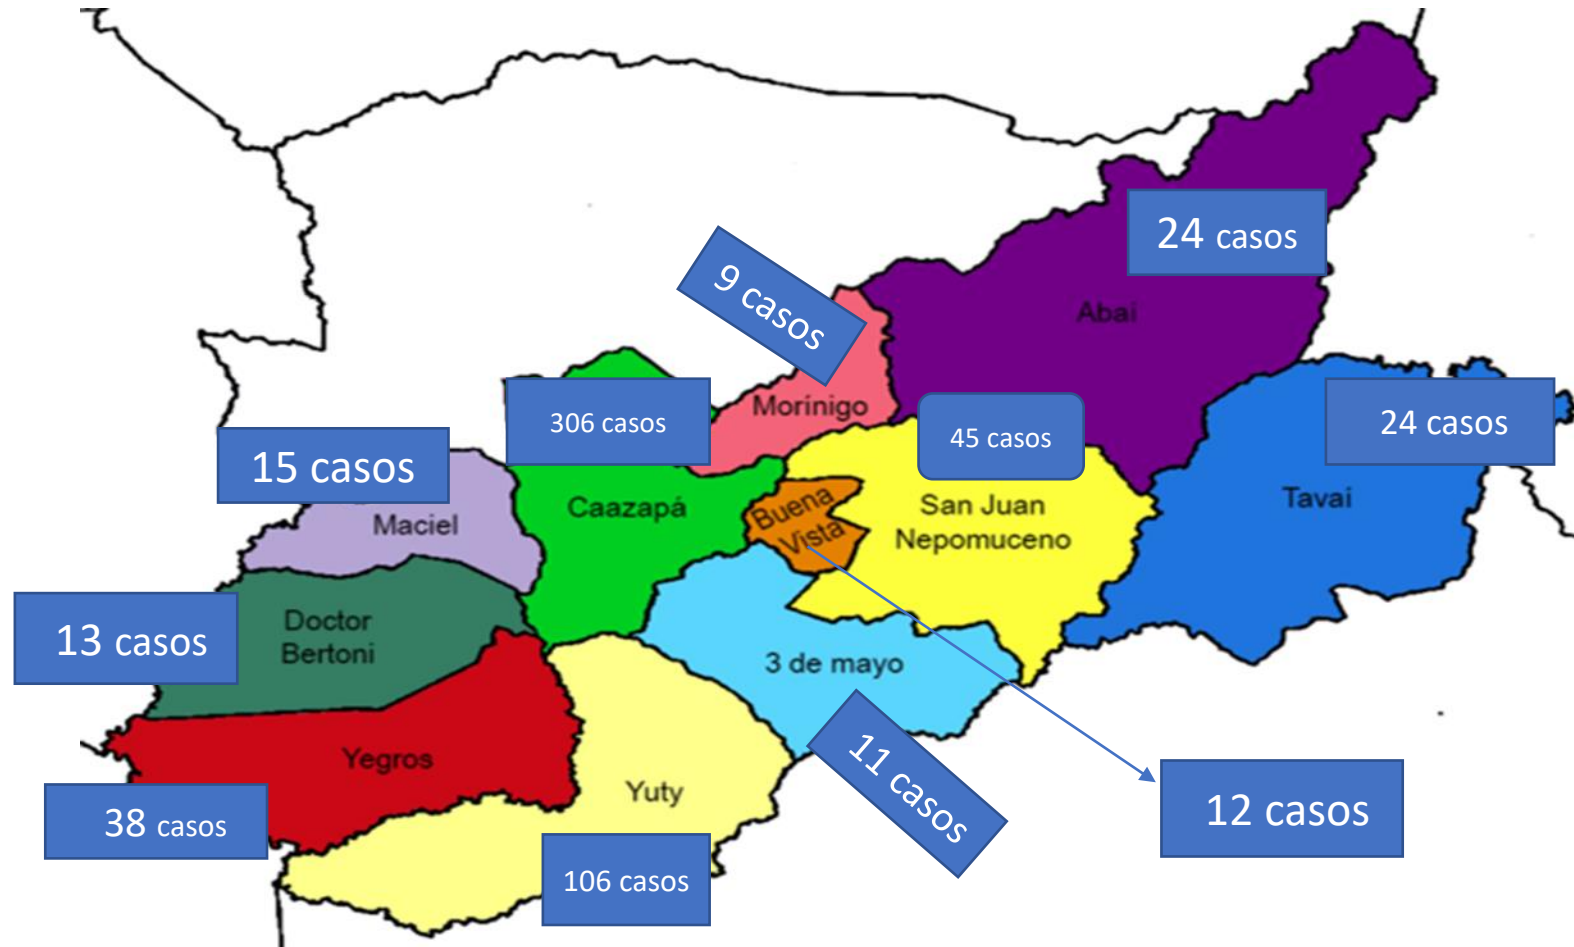 24 casos
9 casos
Abai
306 casos
Morinigo
45 casos
24 casos
15 casos
Caazapá
Buena
Vista
San Juan
Nepomuceno
Tavai
Maciel
13 casos
Doctor
Bertoni
3 de mayo
Yegros
Yuty
11 casos
12 casos
38 casos
106 casos